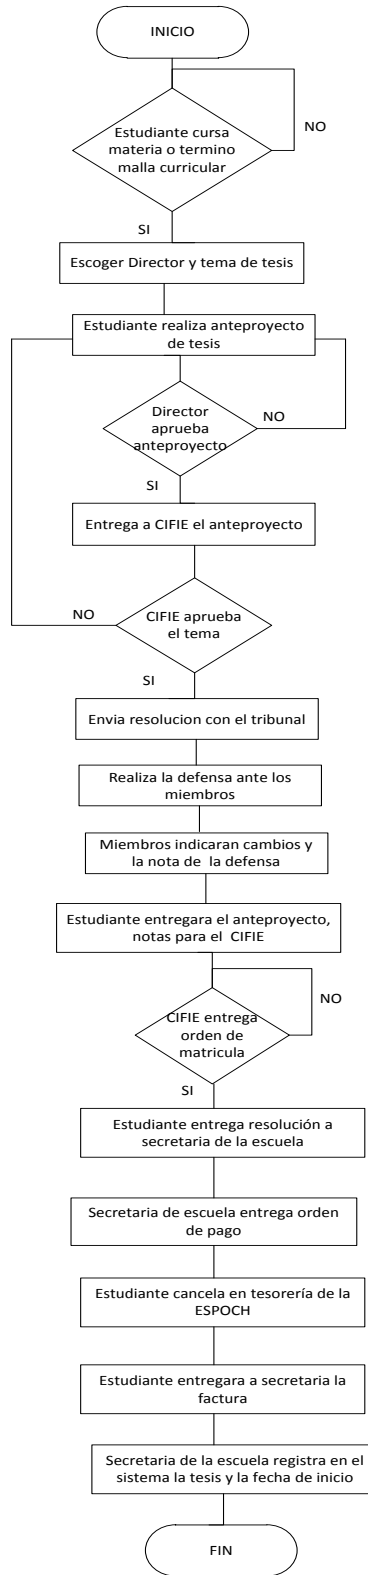 INICIO
Estudiante cursa
materia o termino
malla curricular
NO
SI
Escoger Director y tema de tesis
Estudiante realiza anteproyecto
de tesis
Director
aprueba
anteproyecto
NO
SI
Entrega a CIFIE el anteproyecto
NO
CIFIE aprueba
el tema
SI
Envia resolucion con el tribunal
Realiza la defensa ante los
miembros
Miembros indicaran cambios y
la nota de la defensa
Estudiante entregara el anteproyecto,
notas para el CIFIE
NO
CIFIE entrega
orden de
matricula
SI
Estudiante entrega resolución a
secretaria de la escuela
Secretaria de escuela entrega orden
de pago
Estudiante cancela en tesorería de la
ESPOCH
Estudiante entregara a secretaria la
factura
Secretaria de la escuela registra en el
sistema la tesis y la fecha de inicio
FIN